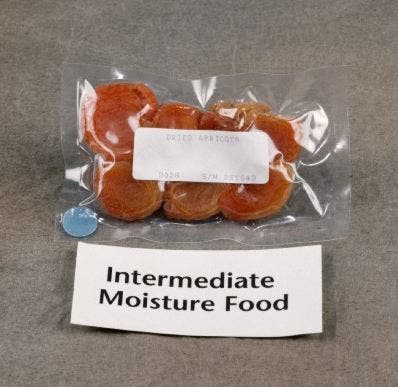 DRIED APRICOTS
S/N
Intermediate
Moisture Food